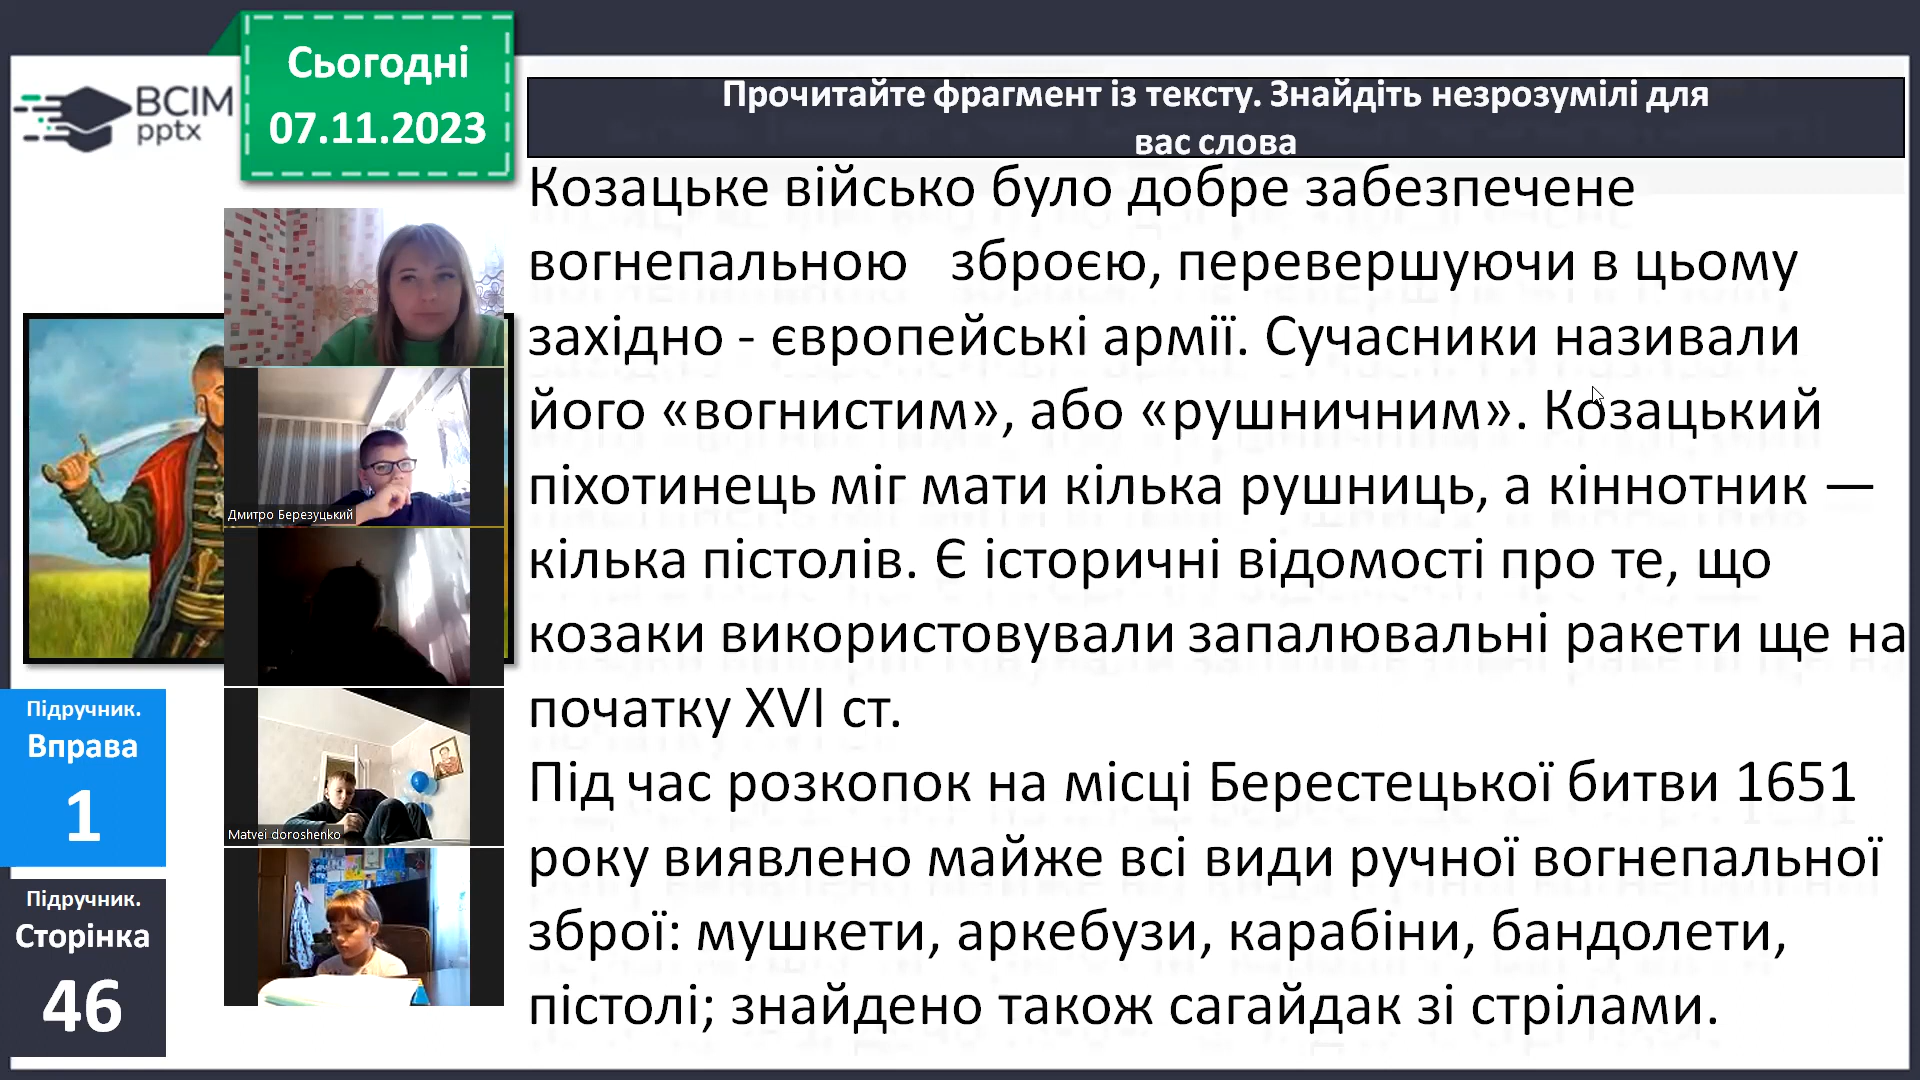 ВСІМ
pptx
Сьогодні
07.11.2023
Прочитайте фрагмент із тексту. Знайдіть незрозумілі для
вас слова
Козацьке військо було добре забезпечене
вогнепальною зброєю, перевершуючи в цьому
західно - європейські армії. Сучасники називали
його «вогнистим», або «рушничним». Козацький
піхотинець міг мати кілька рушниць, а кіннотник —
кілька пістолів. Є історичні відомості про те, що
козаки використовували запалювальні ракети ще на
початку XVI ст.
Під час розкопок на місці Берестецької битви 1651
року виявлено майже всі види ручної вогнепальної
зброї: мушкети, аркебузи, карабіни, бандолети,
пістолі; знайдено також сагайдак зі стрілами.
Дмитро Березуцький
Matvei doroshenko
Підручник.
Вправа
1
Підручник.
Сторінка
46